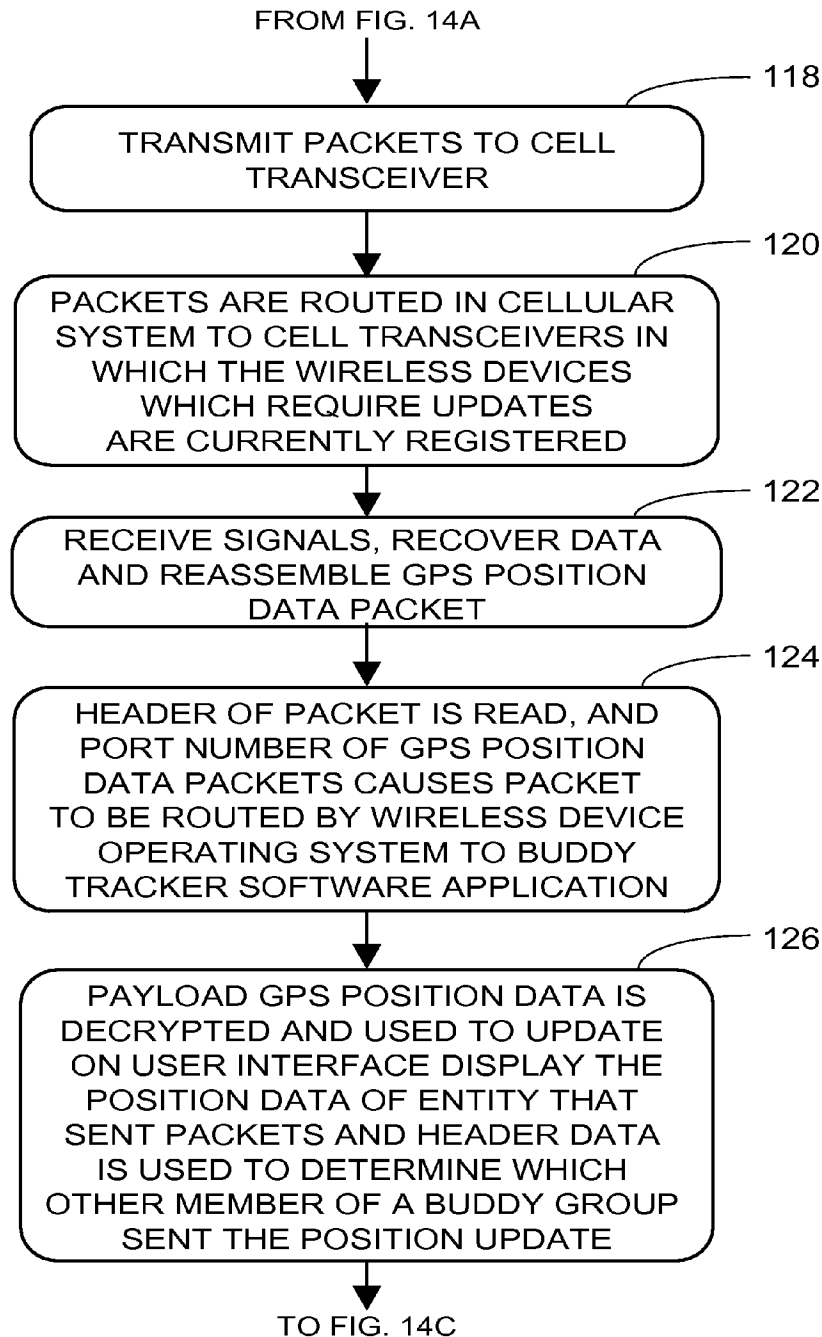 FROM FIG. 14A
118
TRANSMIT PACKETS TO CELL
TRANSCEIVER
120
PACKETS ARE ROUTED IN CELLULAR
SYSTEM TO CELL TRANSCEIVERS IN
WHICH THE WIRELESS DEVICES
WHICH REQUIRE UPDATES
ARE CURRENTLY REGISTERED
122
RECEIVE SIGNALS, RECOVER DATA
AND REASSEMBLE GPS POSITION
DATA PACKET
124
HEADER OF PACKET IS READ, AND
PORT NUMBER OF GPS POSITION
DATA PACKETS CAUSES PACKET
TO BE ROUTED BY WIRELESS DEVICE
OPERATING SYSTEM TO BUDDY
TRACKER SOFTWARE APPLICATION
126
PAYLOAD GPS POSITION DATA IS
DECRYPTED AND USED TO UPDATE
ON USER INTERFACE DISPLAY THE
POSITION DATA OF ENTITY THAT
SENT PACKETS AND HEADER DATA
IS USED TO DETERMINE WHICH
OTHER MEMBER OF A BUDDY GROUP
SENT THE POSITION UPDATE
TO FIG. 14C